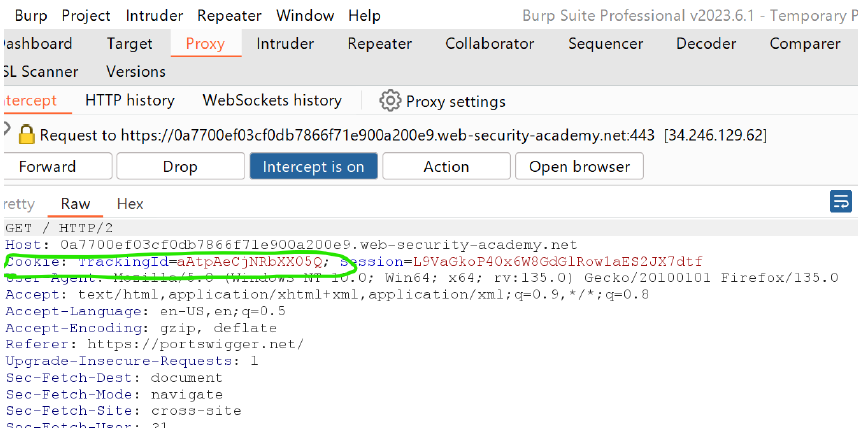 Burp Project Intruder Repeater Window Help Burp Suite Professional v2023.6.1 - Temporary P
Dashboard Target Proxy Intruder Repeater Collaborator Sequencer Decoder Comparer
SL Scanner Versions
ntercept HTTP history WebSockets history Proxy settings
Request to https://0a7700ef03cf0db7866f71e900a200e9.web-security-academy.net:443 [34.246.129.62]
Forward Drop Intercept is on Action Open browser
retty Raw Hex
GET / HTTP/2
Host: 0a7700ef03cf0db7866f71e900a200e9.web-security-academy.net
Cookie: TrackingId=aAtpAeCjNRbXX05Q; session=L9VaGkoP40x6W8GdGlRow1aES2JX7dtf
User-Agent: Mozilla/5.0 (Windows NT 10.0; Win64; x64; rv:135.0) Gecko/20100101 Firefox/135.0
Accept: text/html,application/xhtml+xml,application/xml;q=0.9,*/*;q=0.8
Accept-Language: en-US,en;q=0.5
Accept-Encoding: gzip, deflate
Referer: https://portswigger.net/
Upgrade-Insecure-Requests: 1
Sec-Fetch-Dest: document
Sec-Fetch-Mode: navigate
Sec-Fetch-Site: cross-site
Sec-Fetch-User: ?1